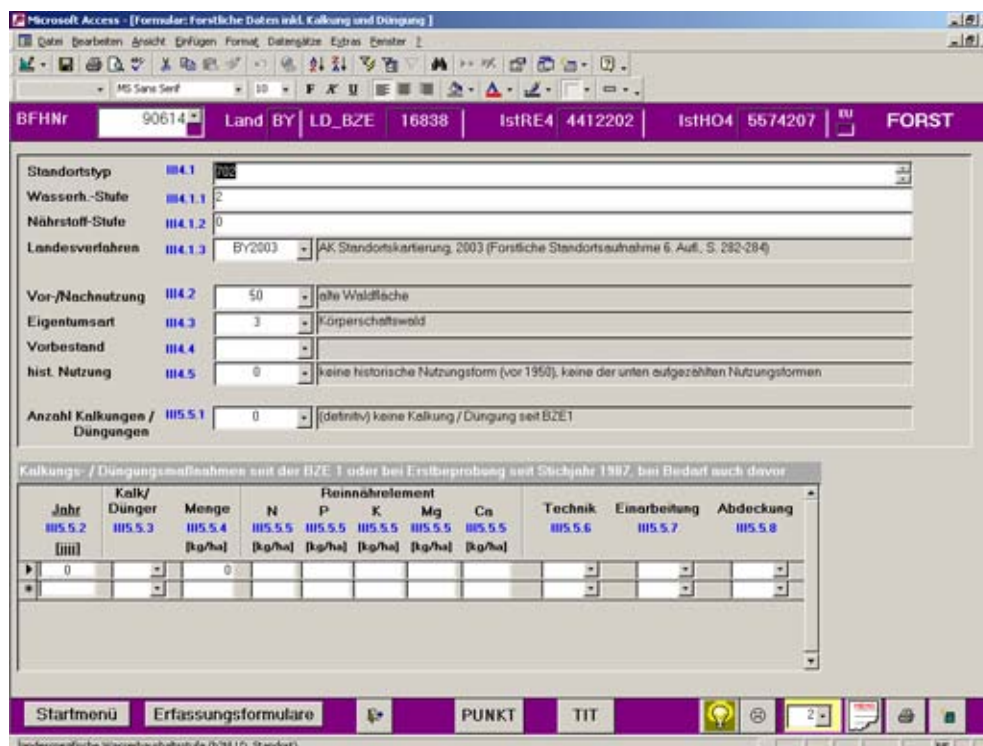 Microsoft Access - [Formular: Forstliche Daten inkl. Kalkung und Düngung ]
Datei Bearbeiten Ansicht Einfügen Format Datensätze Extras Fenster ?
MS Sans Serif 10 F K U
BFHNr 90614 Land BY LD_BZE 16838 IstRE4 4412202 IstHO4 5574207 EU FORST
Standortstyp III4.1 702
Wasserh.-Stufe III4.1.1 2
Nährstoff-Stufe III4.1.2 0
Landesverfahren III4.1.3 BY2003 AK Standortskartierung, 2003 (Forstliche Standortsaufnahme 6. Aufl., S. 282-284)
Vor-/Nachnutzung III4.2 50 alte Waldfläche
Eigentumsart III4.3 3 Körperschaftswald
Vorbestand III4.4
hist. Nutzung III4.5 0 keine historische Nutzungsform (vor 1950), keine der unten aufgezählten Nutzungsformen
Anzahl Kalkungen / III5.5.1 0 (definitiv) keine Kalkung / Düngung seit BZE1
Düngungen
Kalkungs- / Düngungsmaßnahmen seit der BZE 1 oder bei Erstbeprobung seit Stichjahr 1987, bei Bedarf auch davor
Kalk/ Reinnährelement
Jahr Dünger Menge N P K Mg Ca Technik Einarbeitung Abdeckung
III5.5.2 III5.5.3 III5.5.4 III5.5.5 III5.5.5 III5.5.5 III5.5.5 III5.5.5 III5.5.6 III5.5.7 III5.5.8
[jjjj] [kg/ha] [kg/ha] [kg/ha] [kg/ha] [kg/ha] [kg/ha]
0 0
Startmenü Erfassungsformulare PUNKT TIT 2